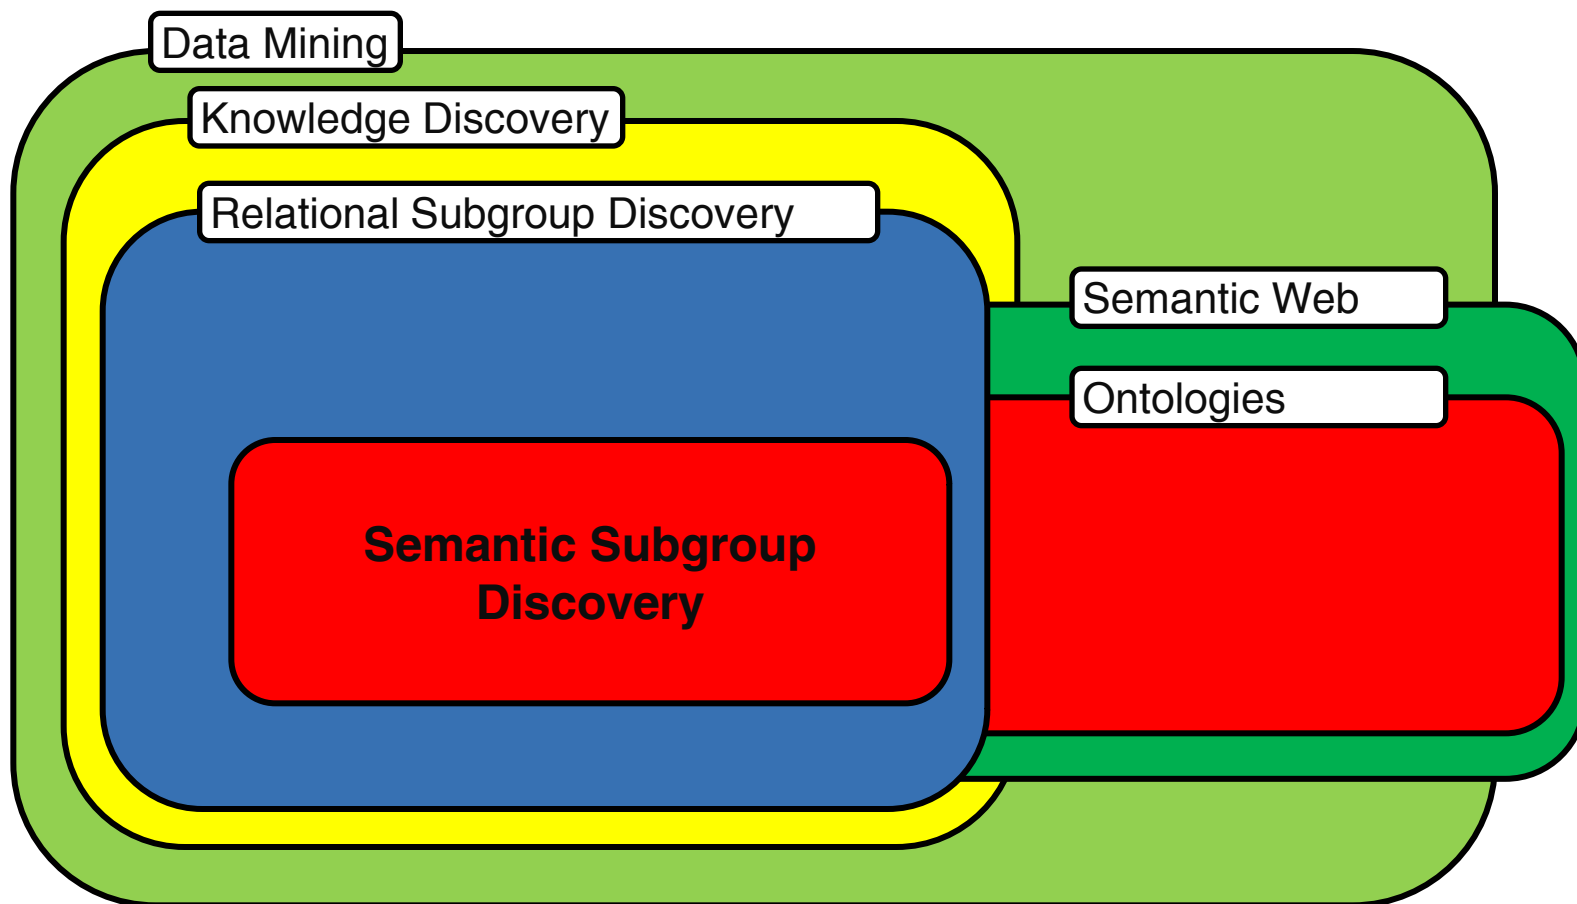 Data Mining
Knowledge Discovery
Relational Subgroup Discovery
Semantic Web
Ontologies
Semantic Subgroup
Discovery